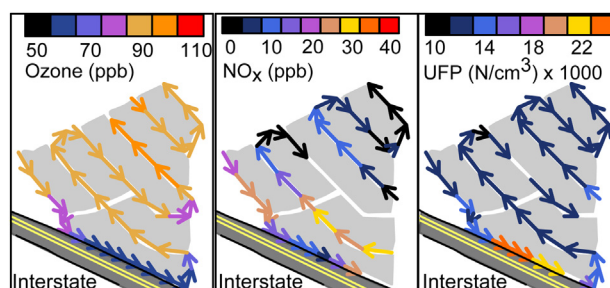 50 70 90 110
Ozone (ppb)
Interstate
0 10 20 30 40
NOx (ppb)
Interstate
10 14 18 22
UFP (N/cm3) x 1000
Interstate